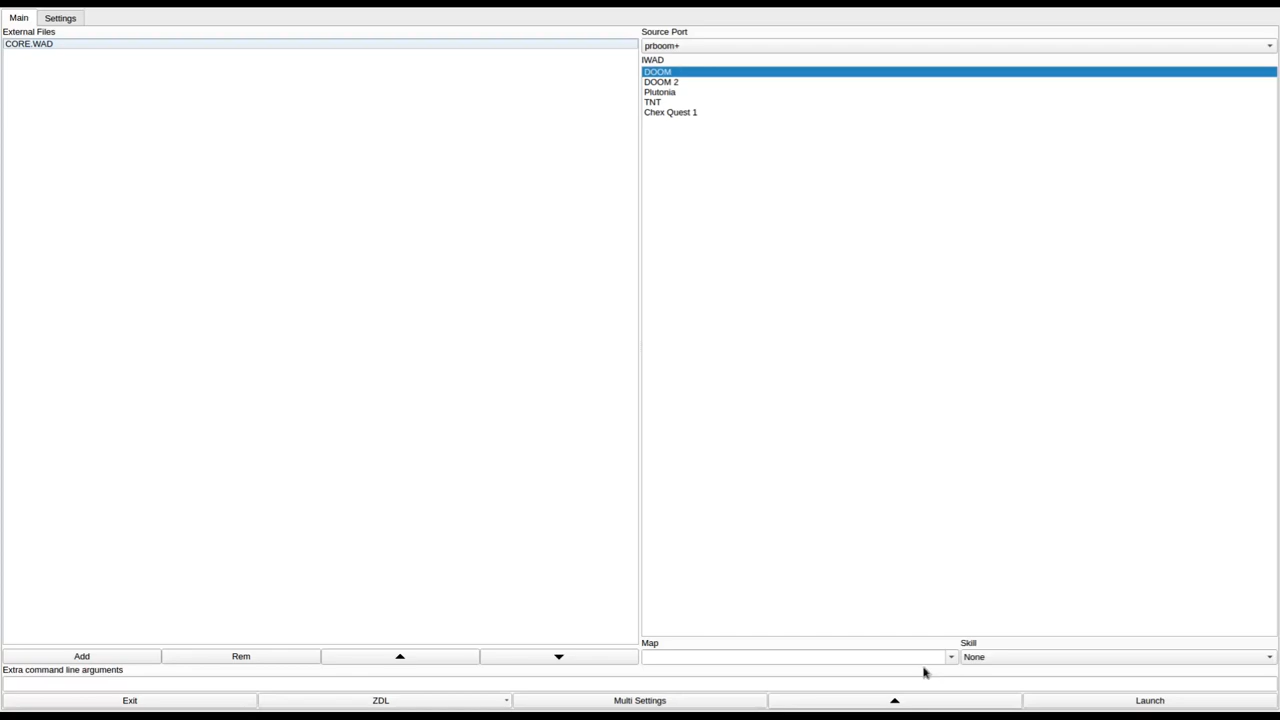 Main Settings
External Files
CORE.WAD
Source Port
prboom+
IWAD
DOOM
DOOM 2
Plutonia
TNT
Chex Quest 1
Map Skill
None
Add Rem
Extra command line arguments
Exit ZDL Multi Settings Launch